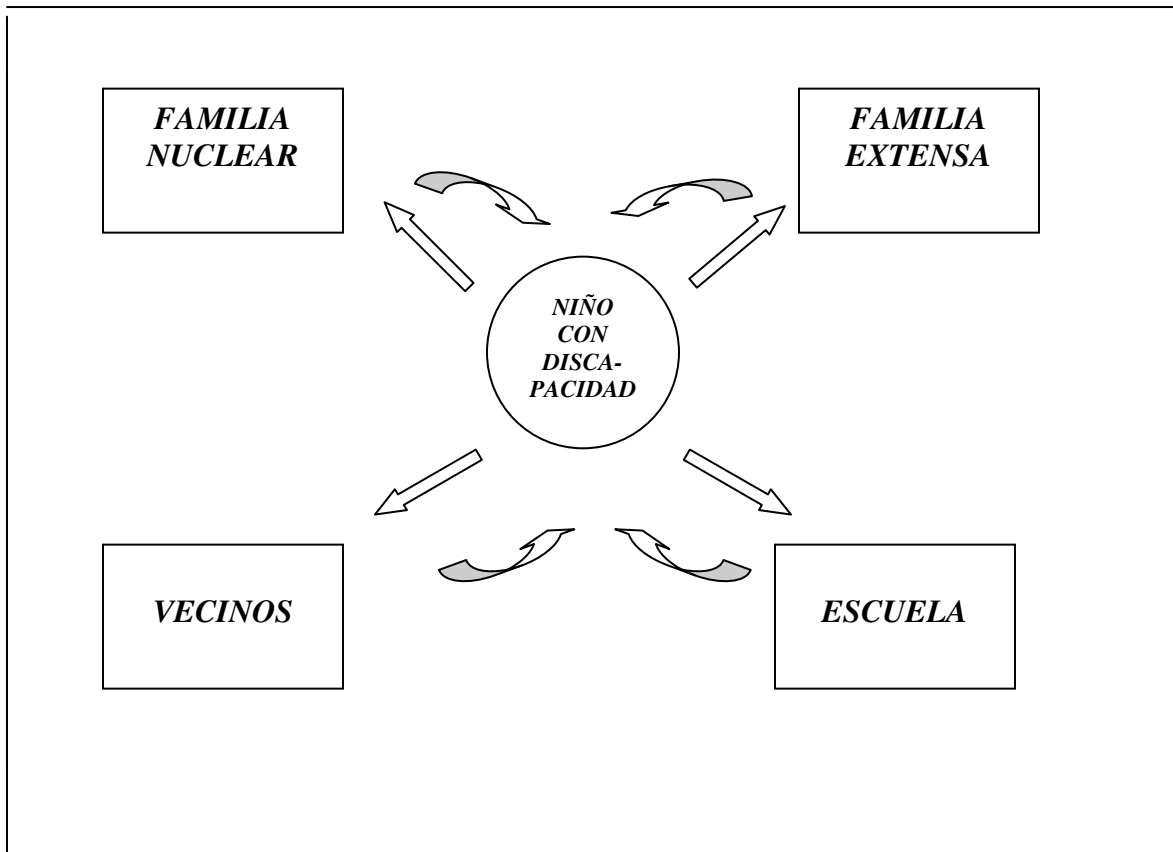 FAMILIA
NUCLEAR
FAMILIA
EXTENSA
NIÑO
CON
DISCA-
PACIDAD
VECINOS
ESCUELA